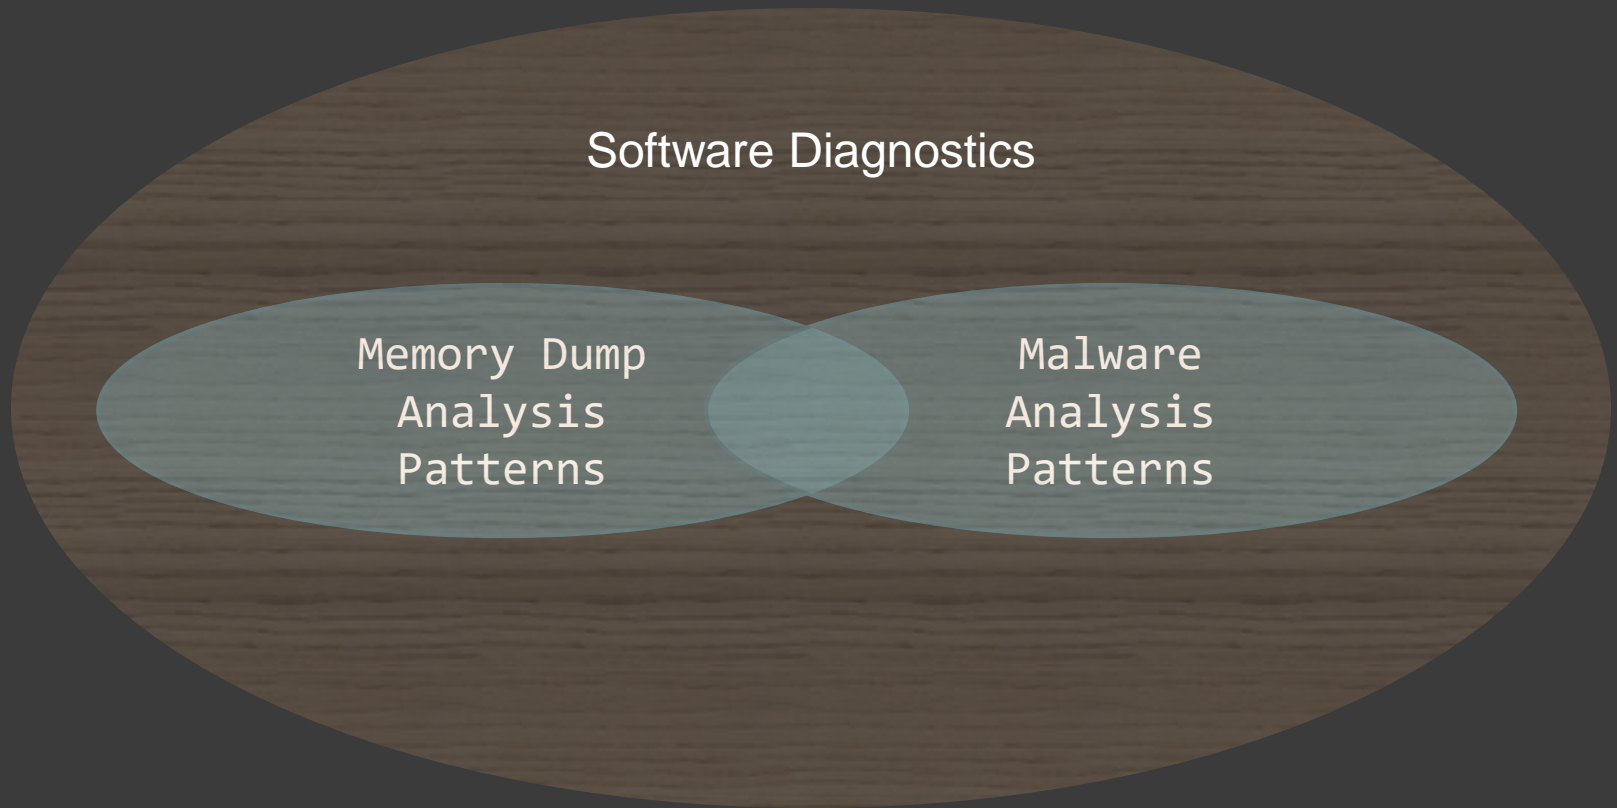 Software Diagnostics
Memory Dump
Analysis
Patterns
Malware
Analysis
Patterns